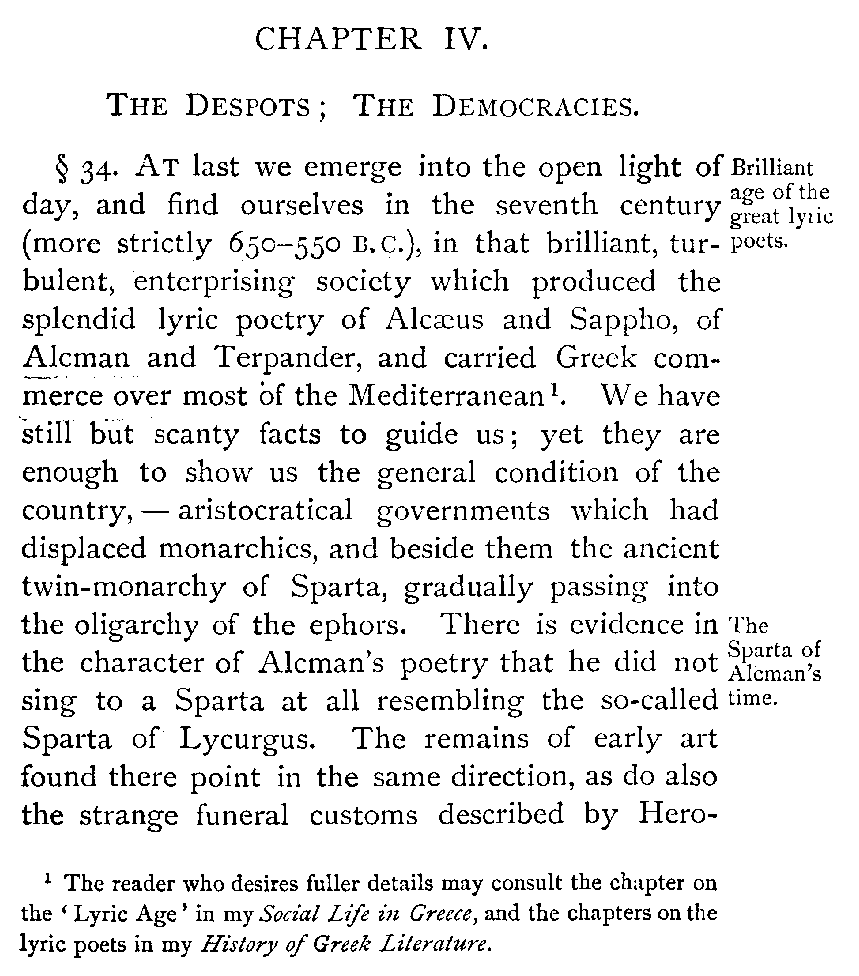 CHAPTER IV.
THE DESPOTS; THE DEMOCRACIES.
§ 34. AT last we emerge into the open light of
day, and find ourselves in the seventh century
(more strictly 650–550 B.C.), in that brilliant, tur-
bulent, enterprising society which produced the
splendid lyric poetry of Alcæus and Sappho, of
Alcman and Terpander, and carried Greek com-
merce over most of the Mediterranean¹. We have
still but scanty facts to guide us; yet they are
enough to show us the general condition of the
country, — aristocratical governments which had
displaced monarchies, and beside them the ancient
twin-monarchy of Sparta, gradually passing into
the oligarchy of the ephors. There is evidence in
the character of Alcman's poetry that he did not
sing to a Sparta at all resembling the so-called
Sparta of Lycurgus. The remains of early art
found there point in the same direction, as do also
the strange funeral customs described by Hero-
Brilliant
age of the
great lyric
poets.
The
Sparta of
Alcman's
time.
¹ The reader who desires fuller details may consult the chapter on
the 'Lyric Age' in my Social Life in Greece, and the chapters on the
lyric poets in my History of Greek Literature.